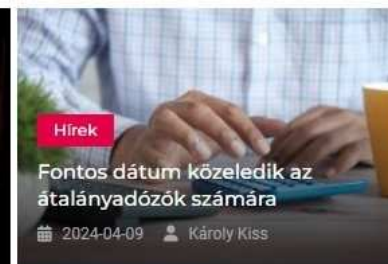 Hírek
Fontos dátum közeledik az
átalányadózók számára
2024-04-09 Károly Kiss